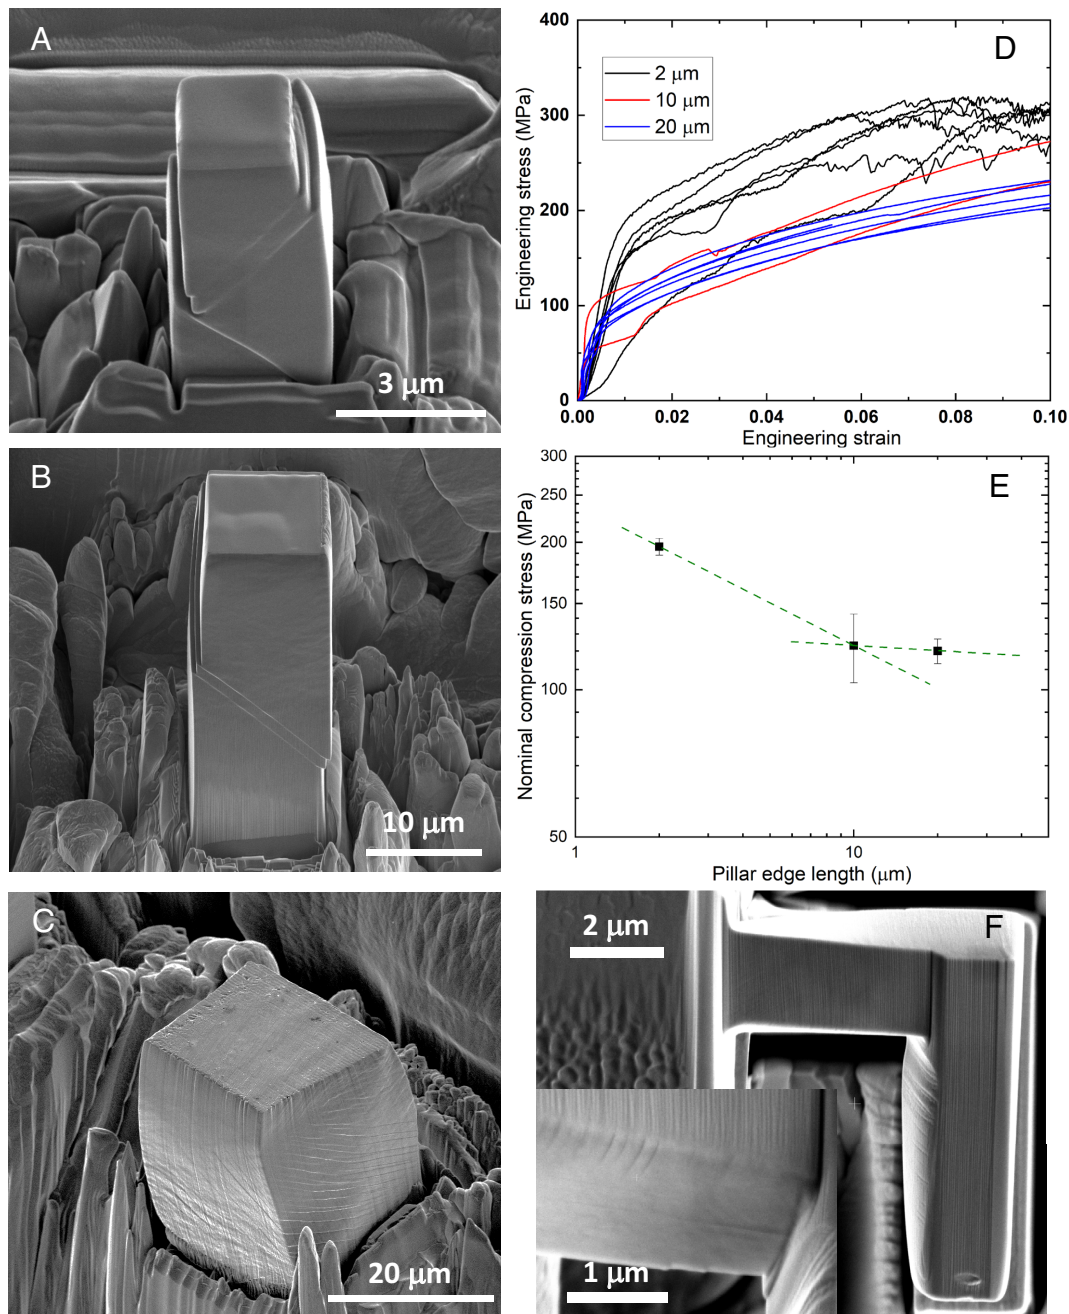 A
3 μm
B
10 μm
C
20 μm
D
400
300
200
100
0
Engineering stress (MPa)
2 μm
10 μm
20 μm
0.00
0.02
0.04
0.06
0.08
0.10
Engineering strain
E
300
250
200
150
100
50
Nominal compression stress (MPa)
1
10
Pillar edge length (μm)
F
2 μm
1 μm